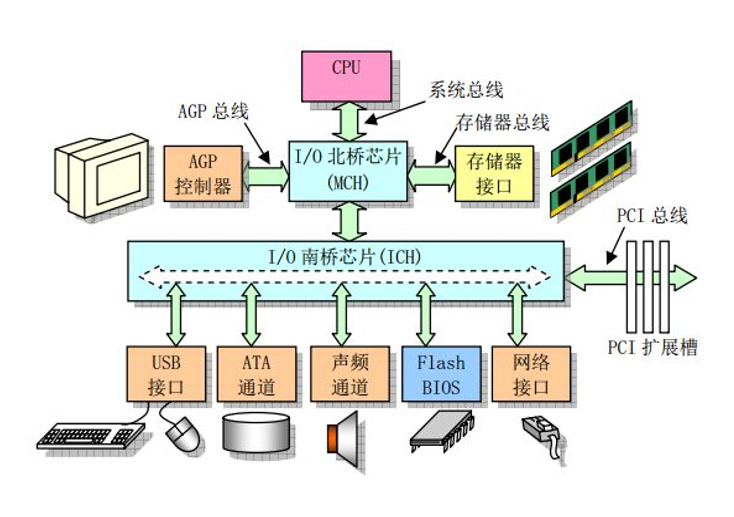 CPU
系统总线
AGP 总线
存储器总线
I/O 北桥芯片
(MCH)
AGP
控制器
存储器
接口
PCI 总线
I/O 南桥芯片(ICH)
PCI 扩展槽
USB
接口
ATA
通道
声频
通道
Flash
BIOS
网络
接口